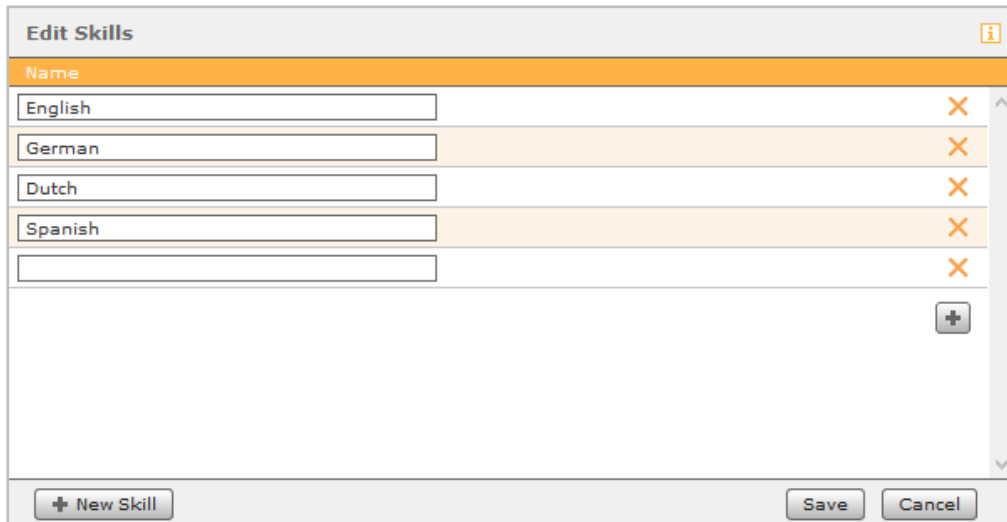 Edit Skills
Name
English
German
Dutch
Spanish
New Skill
Save Cancel